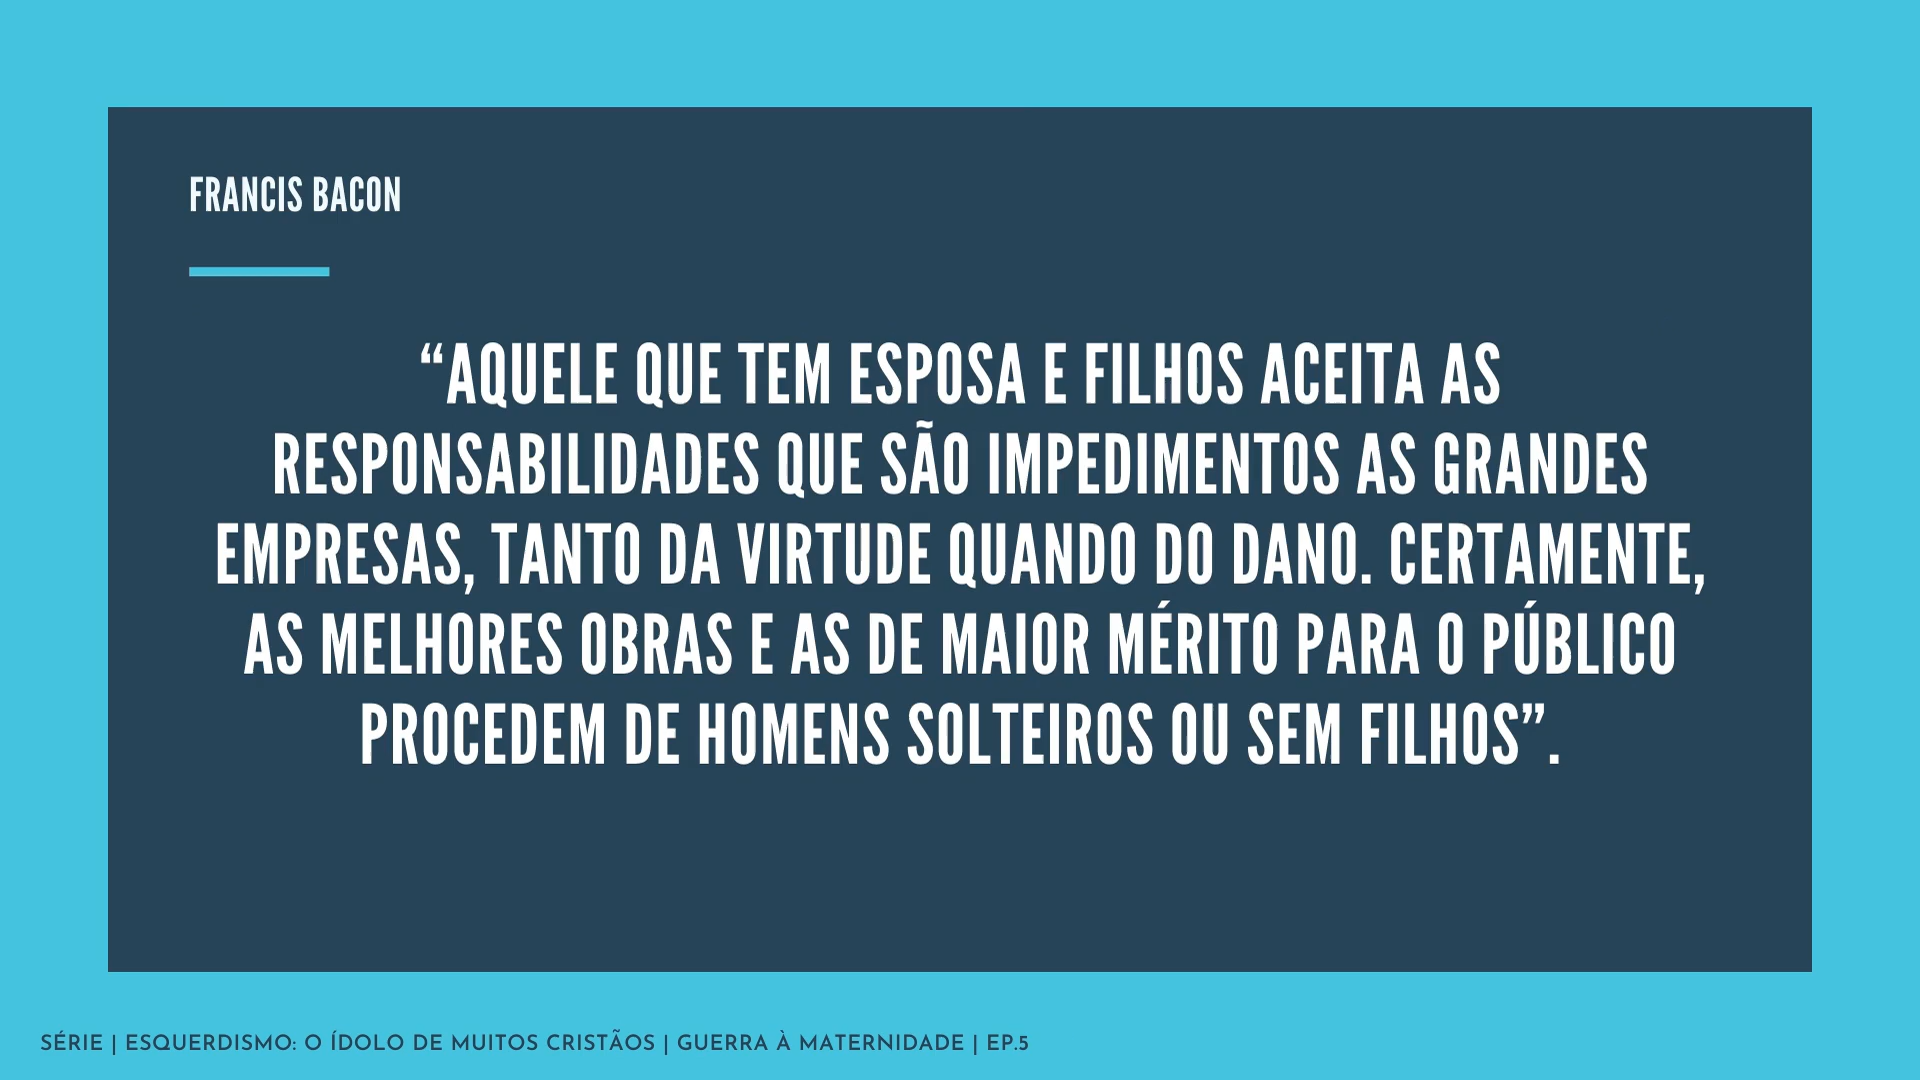 FRANCIS BACON
“AQUELE QUE TEM ESPOSA E FILHOS ACEITA AS
RESPONSABILIDADES QUE SÃO IMPEDIMENTOS AS GRANDES
EMPRESAS, TANTO DA VIRTUDE QUANDO DO DANO. CERTAMENTE,
AS MELHORES OBRAS E AS DE MAIOR MÉRITO PARA O PÚBLICO
PROCEDEM DE HOMENS SOLTEIROS OU SEM FILHOS”.
SÉRIE | ESQUERDISMO: O ÍDOLO DE MUITOS CRISTÃOS | GUERRA À MATERNIDADE | EP.5